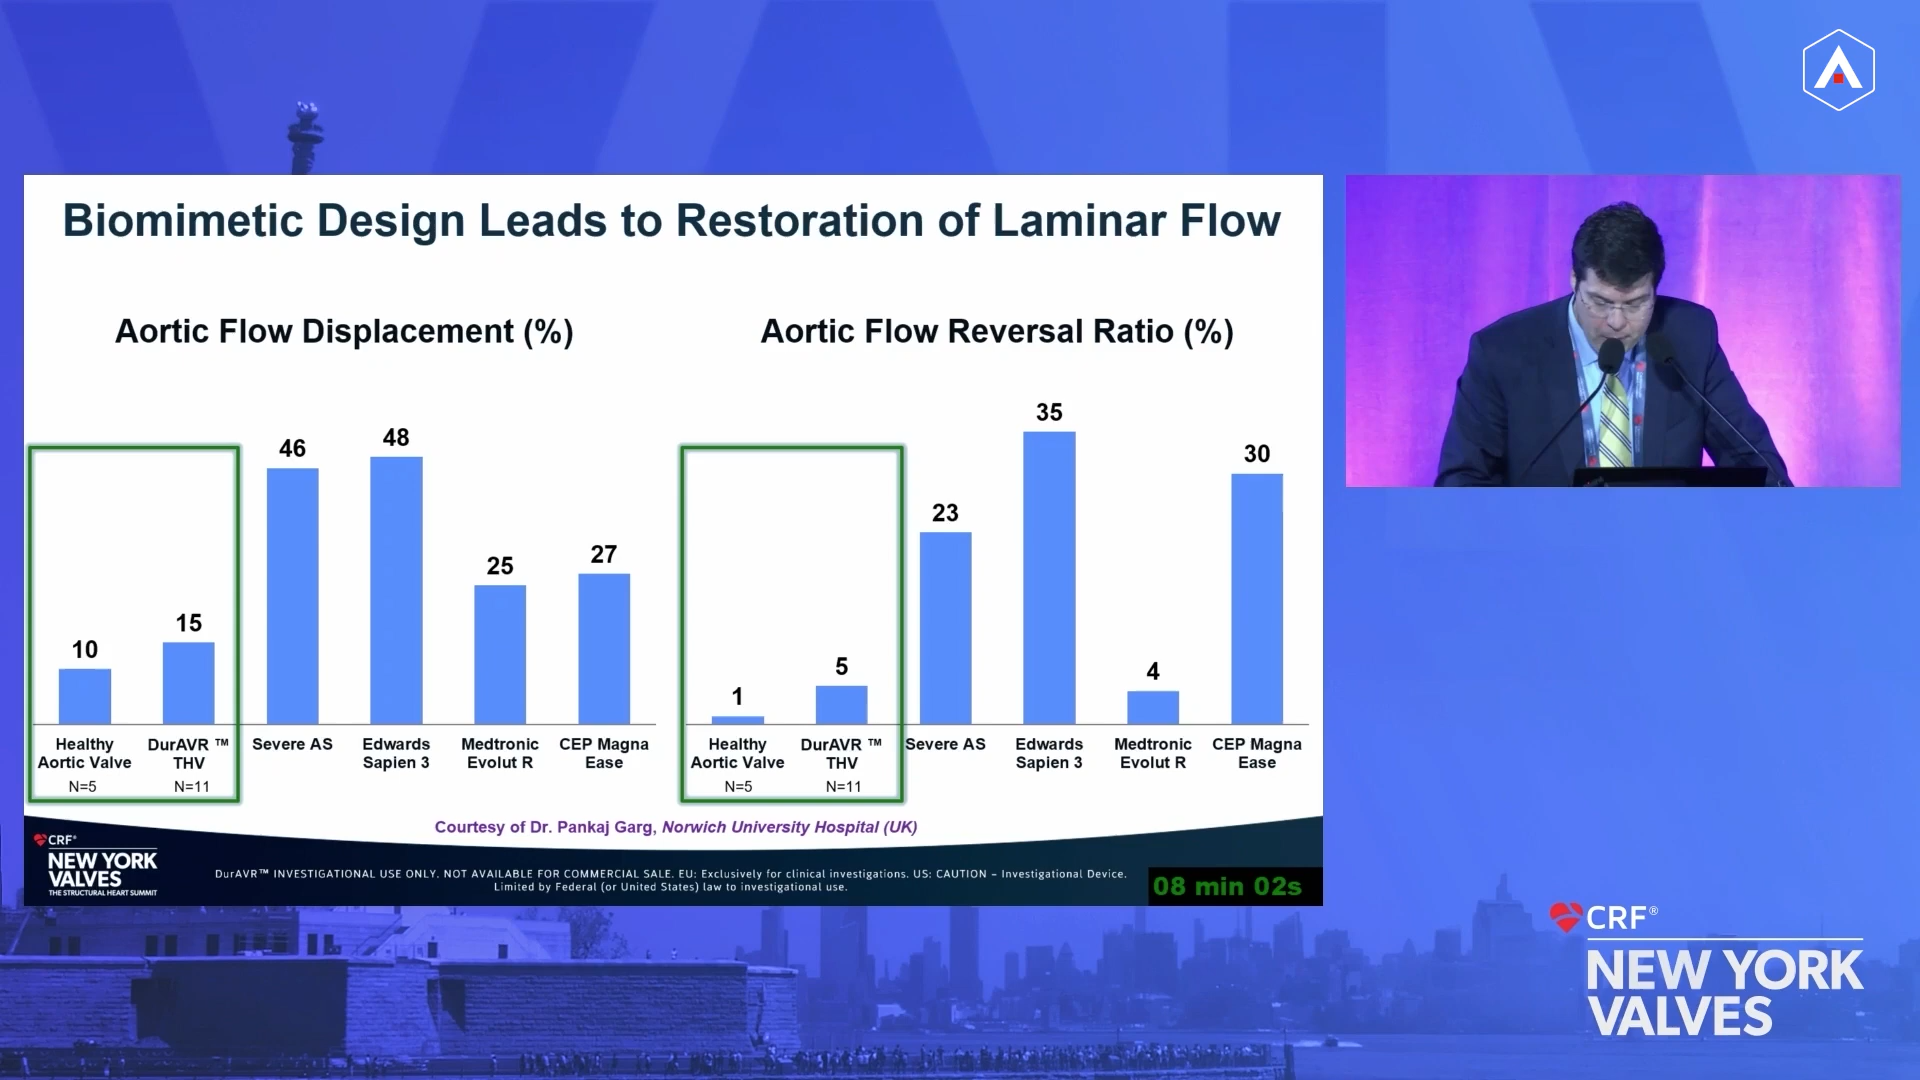 Biomimetic Design Leads to Restoration of Laminar Flow
Aortic Flow Displacement (%)
10
15
46
48
25
27
Healthy
Aortic Valve
N=5
DurAVR ™
THV
N=11
Severe AS
Edwards
Sapien 3
Medtronic
Evolut R
CEP Magna
Ease
Aortic Flow Reversal Ratio (%)
1
5
23
35
4
30
Healthy
Aortic Valve
N=5
DurAVR ™
THV
N=11
Severe AS
Edwards
Sapien 3
Medtronic
Evolut R
CEP Magna
Ease
Courtesy of Dr. Pankaj Garg, Norwich University Hospital (UK)
CRF®
NEW YORK
VALVES
THE STRUCTURAL HEART SUMMIT
DurAVR™ INVESTIGATIONAL USE ONLY. NOT AVAILABLE FOR COMMERCIAL SALE. EU: Exclusively for clinical investigations. US: CAUTION – Investigational Device.
Limited by Federal (or United States) law to investigational use.
08 min 02s
CRF®
NEW YORK
VALVES